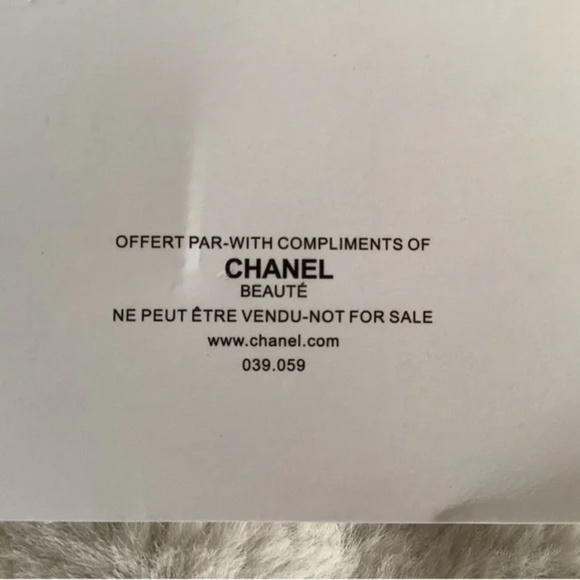 OFFERT PAR-WITH COMPLIMENTS OF
CHANEL
BEAUTÉ
NE PEUT ÊTRE VENDU-NOT FOR SALE
www.chanel.com
039.059